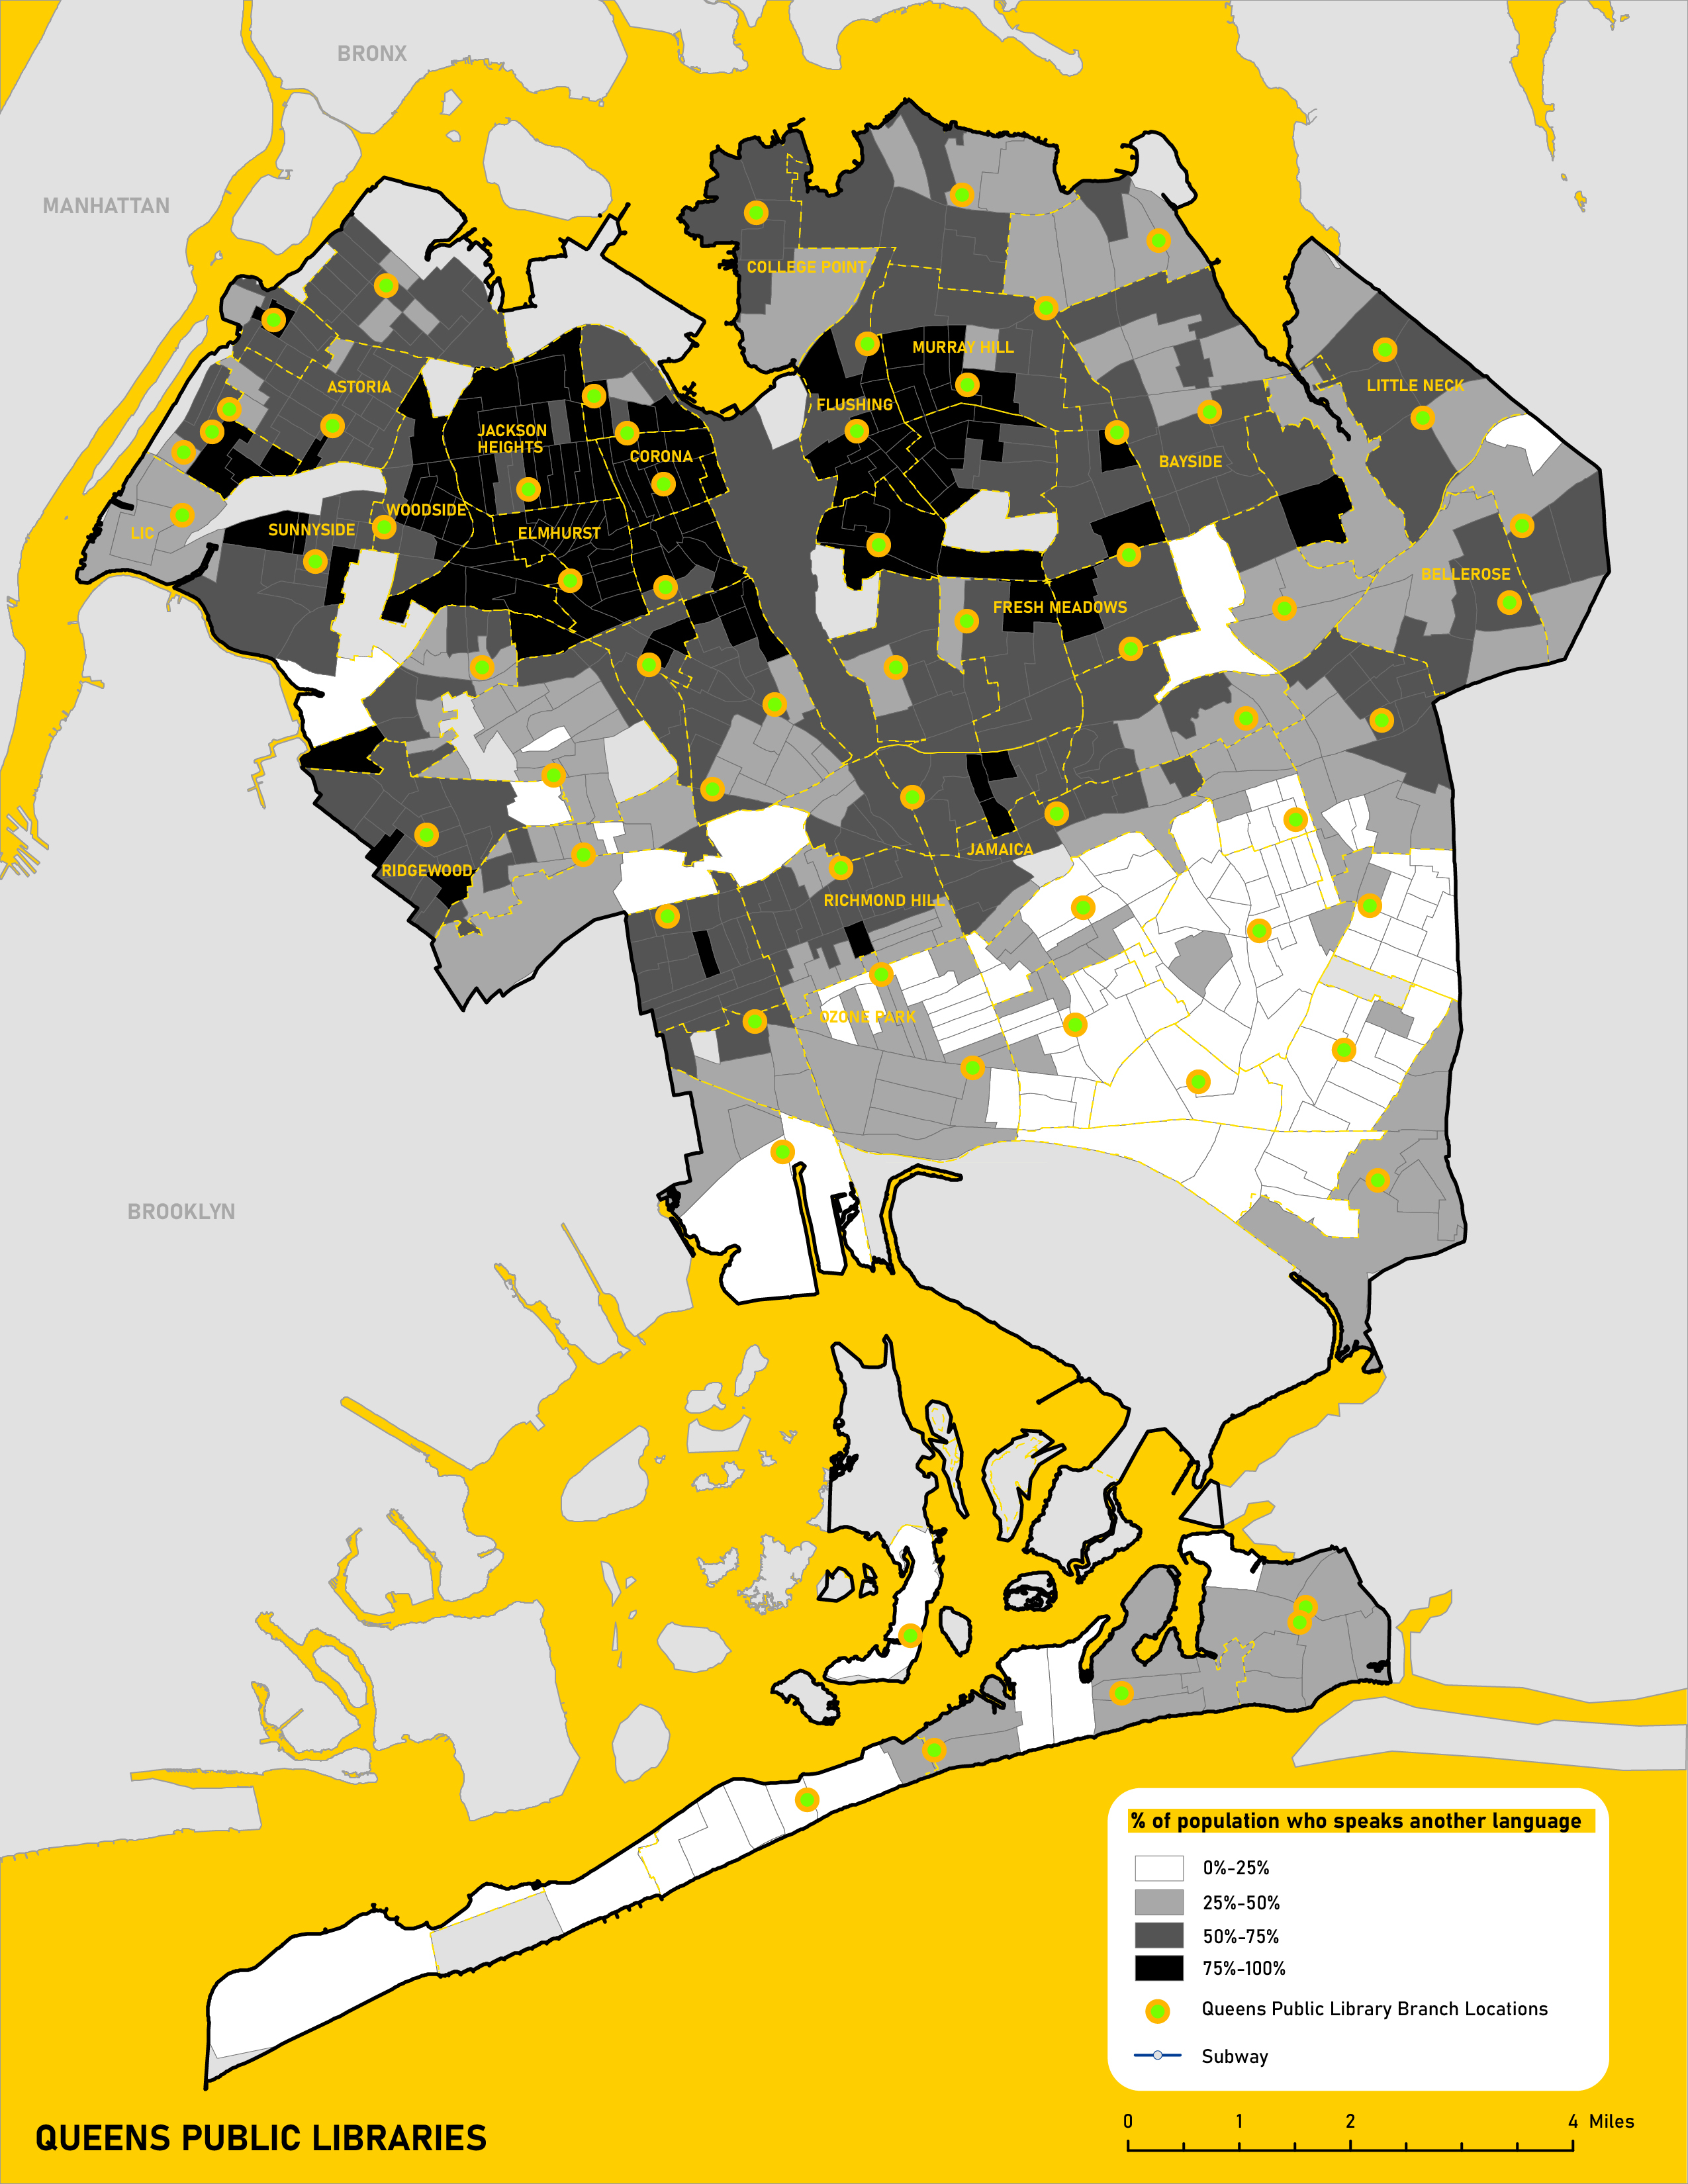 BRONX
MANHATTAN
COLLEGE POINT
MURRAY HILL
ASTORIA
LITTLE NECK
FLUSHING
JACKSON
HEIGHTS
CORONA
BAYSIDE
WOODSIDE
SUNNYSIDE
LIC
ELMHURST
BELLEROSE
FRESH MEADOWS
JAMAICA
RIDGEWOOD
RICHMOND HILL
OZONE PARK
BROOKLYN
% of population who speaks another language
0%-25%
25%-50%
50%-75%
75%-100%
Queens Public Library Branch Locations
Subway
0 1 2 4 Miles
QUEENS PUBLIC LIBRARIES